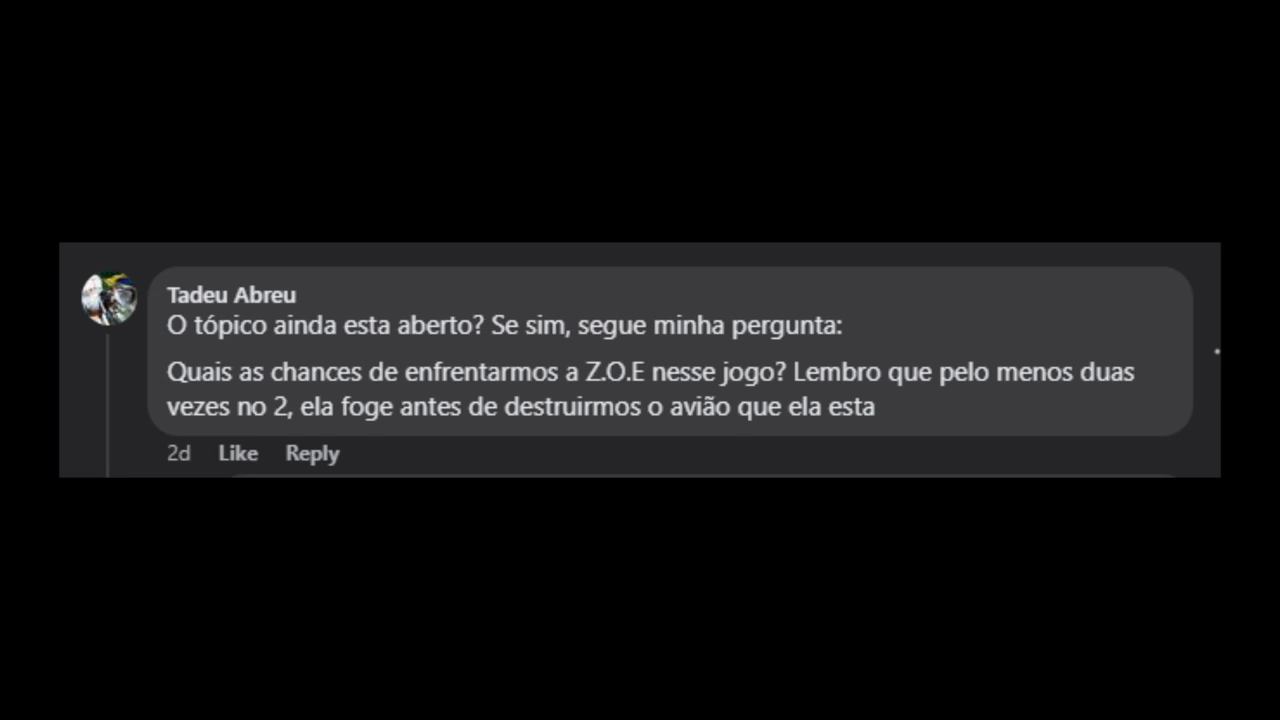 Tadeu Abreu
O tópico ainda esta aberto? Se sim, segue minha pergunta:
Quais as chances de enfrentarmos a Z.O.E nesse jogo? Lembro que pelo menos duas
vezes no 2, ela foge antes de destruirmos o avião que ela esta
2d Like Reply